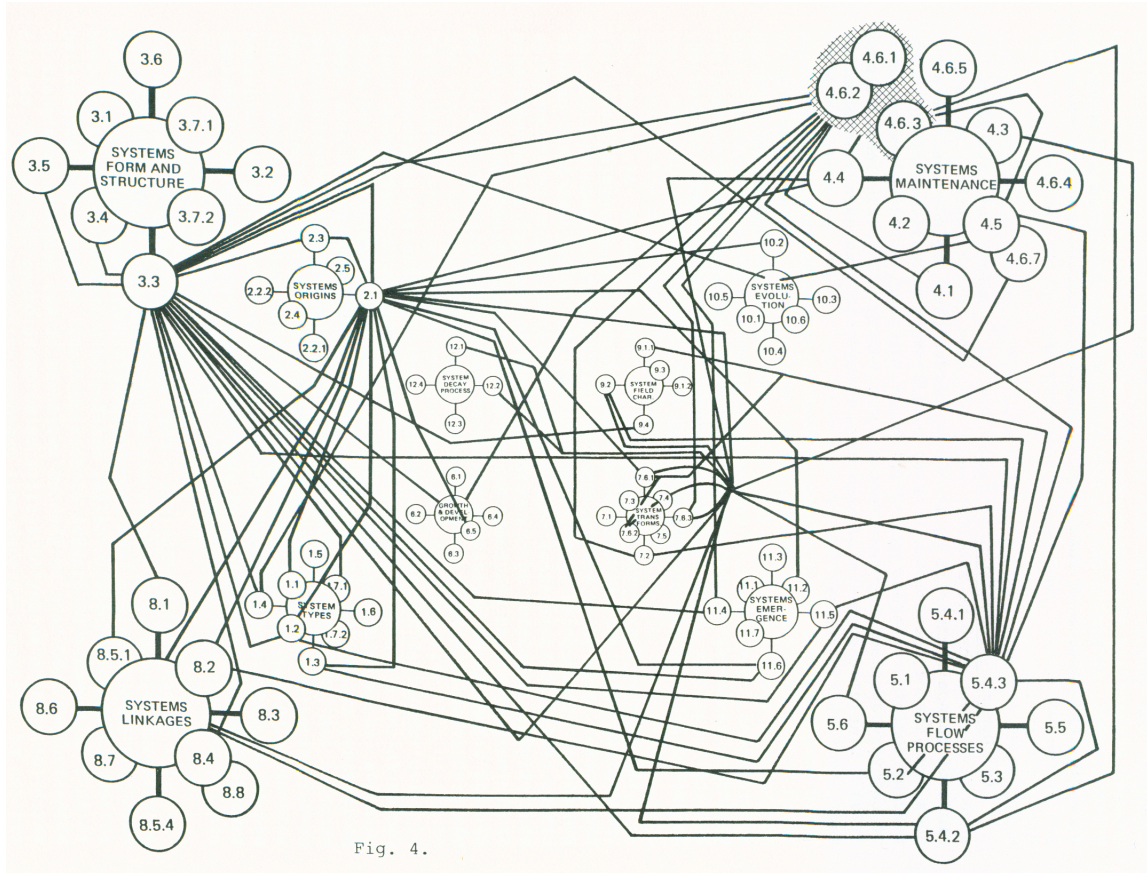 3.6
3.1
3.7.1
3.5
SYSTEMS
FORM AND
STRUCTURE
3.2
3.4
3.7.2
3.3
4.6.1
4.6.2
4.6.5
4.6.3
4.3
4.4
SYSTEMS
MAINTENANCE
4.6.4
4.2
4.5
4.6.7
4.1
2.3
2.5
2.2.2
SYSTEMS
ORIGINS
2.1
2.4
2.2.1
10.2
10.5
SYSTEMS
EVOLU-
TION
10.3
10.1
10.6
10.4
12.1
12.4
SYSTEM
DECAY
PROCESS
12.2
12.3
9.1.1
9.3
9.2
SYSTEM
FIELD
CHAR.
9.1.2
9.4
6.1
6.2
GROWTH
& DEVEL
OPMENT
6.4
6.5
6.3
7.6.1
7.3
7.4
7.1
SYSTEM
TRANS
FORMS
7.6.3
7.6.2
7.5
7.2
1.5
1.1
1.7.1
1.4
SYSTEM
TYPES
1.6
1.2
1.7.2
1.3
11.3
11.1
11.2
11.4
SYSTEMS
EMER-
GENCE
11.5
11.7
11.6
8.1
8.5.1
8.2
8.6
SYSTEMS
LINKAGES
8.3
8.7
8.4
8.8
8.5.4
5.4.1
5.1
5.4.3
5.6
SYSTEMS
FLOW
PROCESSES
5.5
5.2
5.3
5.4.2
Fig. 4.